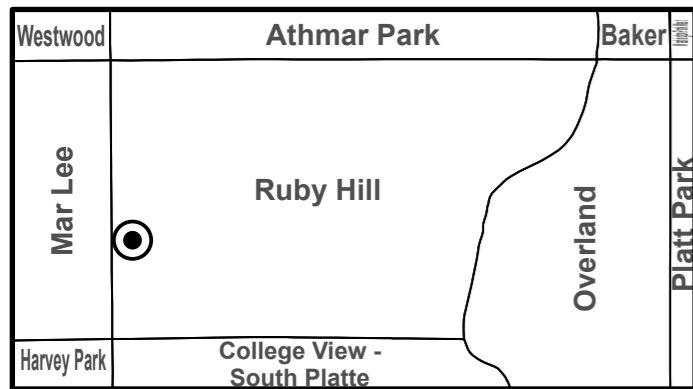 Westwood
Athmar Park
Baker
Mar Lee
Ruby Hill
Overland
Platt Park
Harvey Park
College View -
South Platte